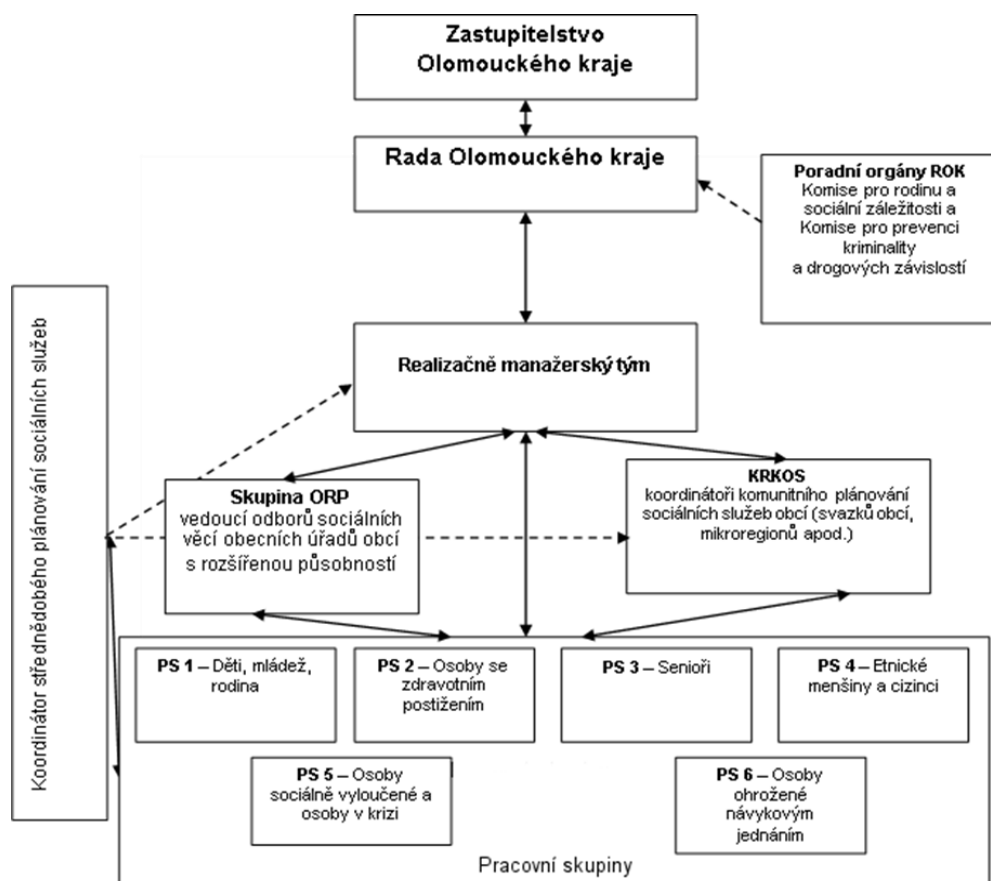 Zastupitelstvo
Olomouckého kraje
Rada Olomouckého kraje
Poradní orgány ROK
Komise pro rodinu a
sociální záležitosti a
Komise pro prevenci
kriminality
a drogových závislostí
Koordinátor střednědobého plánování sociální služeb
Realizačně manažerský tým
Skupina ORP
vedoucí odborů sociálních
věcí obecních úřadů obcí
s rozšířenou působností
KRKOS
koordinátoři komunitního plánování
sociálních služeb obcí (svazků obcí,
mikroregionů apod.)
PS 1 – Děti, mládež,
rodina
PS 2 – Osoby se
zdravotním
postižením
PS 3 – Senioři
PS 4 – Etnické
menšiny a cizinci
PS 5 – Osoby
sociálně vyloučené a
osoby v krizi
PS 6 – Osoby
ohrožené
návykovým
jednáním
Pracovní skupiny